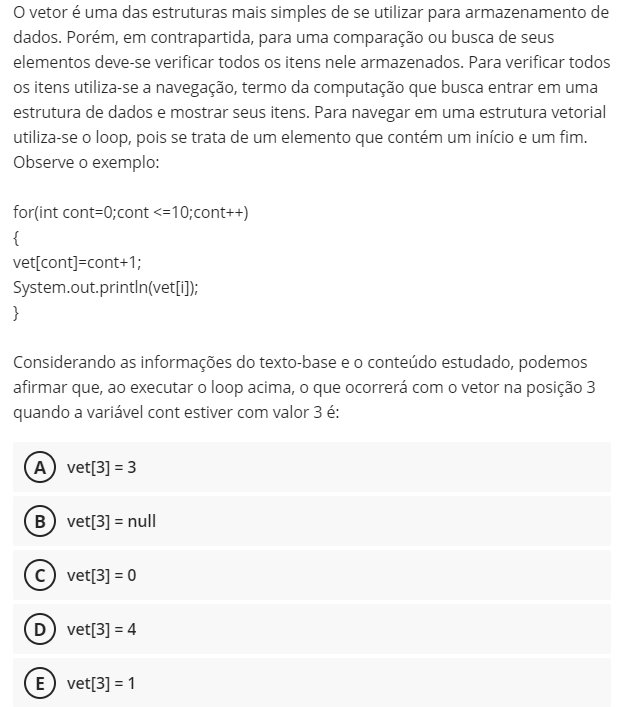 O vetor é uma das estruturas mais simples de se utilizar para armazenamento de
dados. Porém, em contrapartida, para uma comparação ou busca de seus
elementos deve-se verificar todos os itens nele armazenados. Para verificar todos
os itens utiliza-se a navegação, termo da computação que busca entrar em uma
estrutura de dados e mostrar seus itens. Para navegar em uma estrutura vetorial
utiliza-se o loop, pois se trata de um elemento que contém um início e um fim.
Observe o exemplo:
for(int cont=0;cont <=10;cont++)
{
vet[cont]=cont+1;
System.out.println(vet[i]);
}
Considerando as informações do texto-base e o conteúdo estudado, podemos
afirmar que, ao executar o loop acima, o que ocorrerá com o vetor na posição 3
quando a variável cont estiver com valor 3 é:
A vet[3] = 3
B vet[3] = null
C vet[3] = 0
D vet[3] = 4
E vet[3] = 1